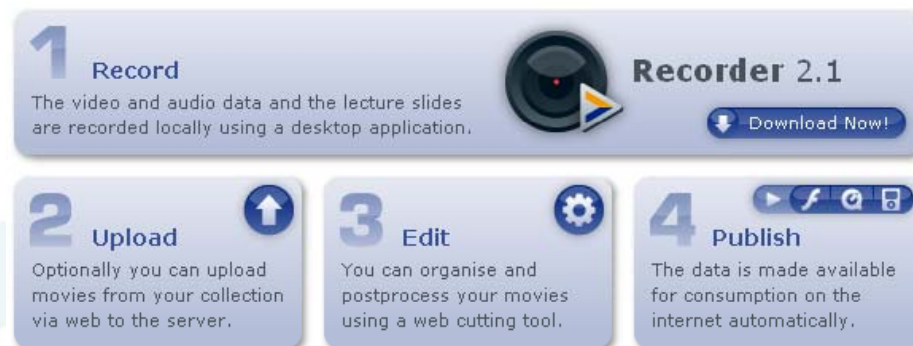 1 Record
The video and audio data and the lecture slides
are recorded locally using a desktop application.
Recorder 2.1
Download Now!
2 Upload
Optionally you can upload
movies from your collection
via web to the server.
3 Edit
You can organise and
postprocess your movies
using a web cutting tool.
4 Publish
The data is made available
for consumption on the
internet automatically.